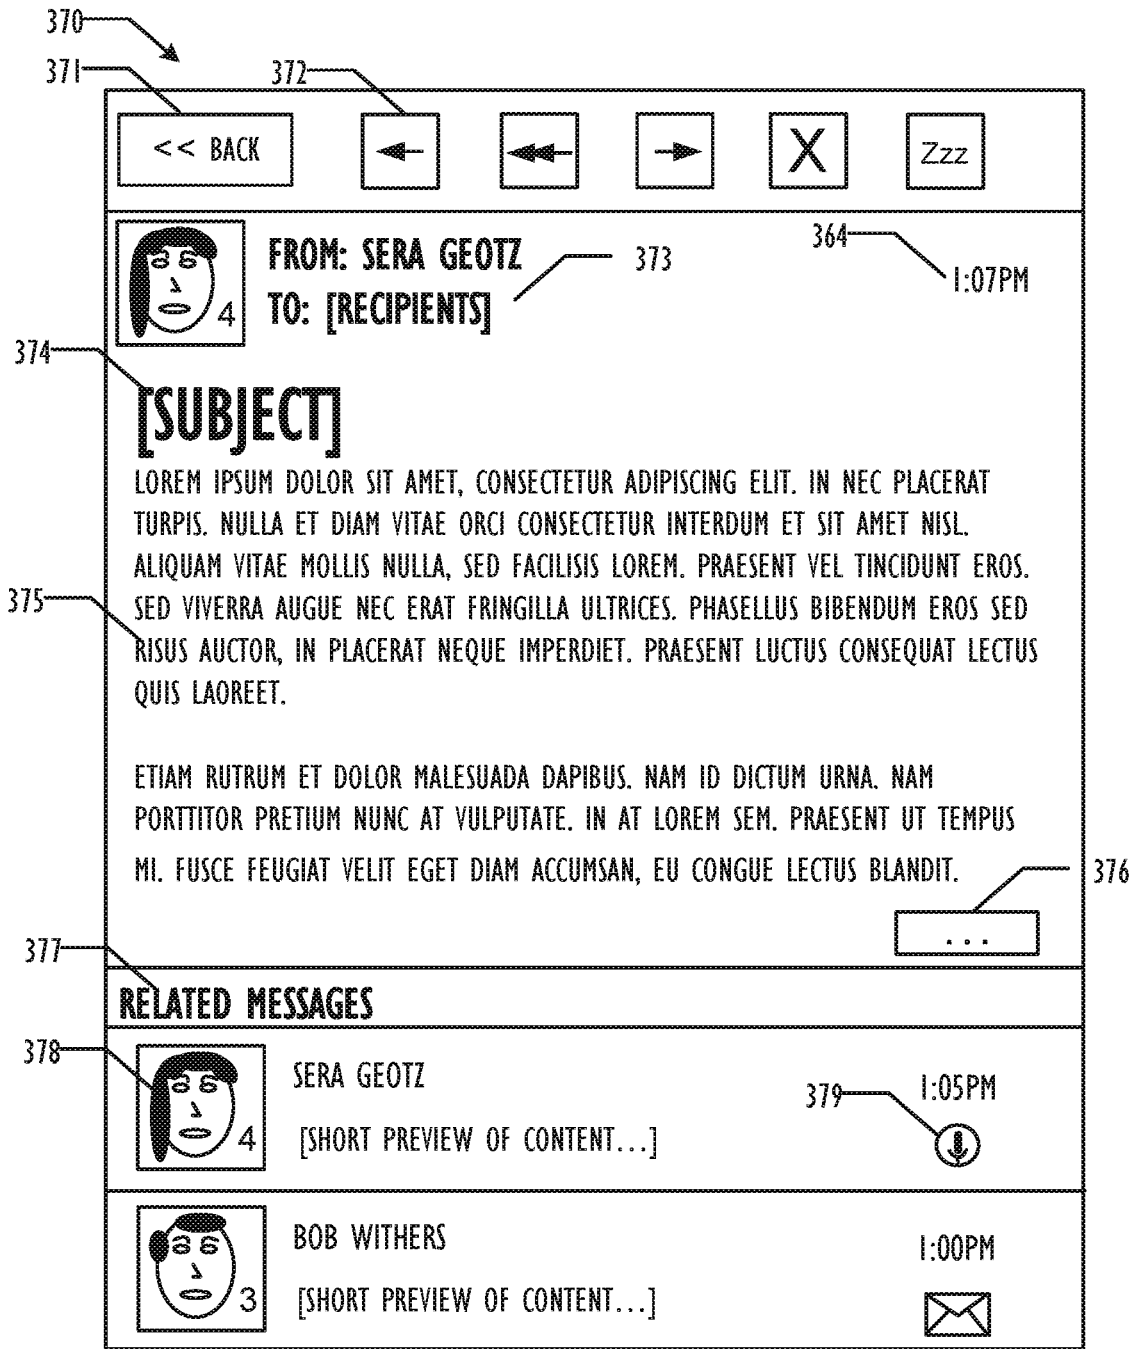 370
371
372
<< BACK
X
Zzz
364
FROM: SERA GEOTZ
373
1:07PM
TO: [RECIPIENTS]
4
374
[SUBJECT]
LOREM IPSUM DOLOR SIT AMET, CONSECTETUR ADIPISCING ELIT. IN NEC PLACERAT
TURPIS. NULLA ET DIAM VITAE ORCI CONSECTETUR INTERDUM ET SIT AMET NISL.
ALIQUAM VITAE MOLLIS NULLA, SED FACILISIS LOREM. PRAESENT VEL TINCIDUNT EROS.
375
SED VIVERRA AUGUE NEC ERAT FRINGILLA ULTRICES. PHASELLUS BIBENDUM EROS SED
RISUS AUCTOR, IN PLACERAT NEQUE IMPERDIET. PRAESENT LUCTUS CONSEQUAT LECTUS
QUIS LAOREET.
ETIAM RUTRUM ET DOLOR MALESUADA DAPIBUS. NAM ID DICTUM URNA. NAM
PORTTITOR PRETIUM NUNC AT VULPUTATE. IN AT LOREM SEM. PRAESENT UT TEMPUS
MI. FUSCE FEUGIAT VELIT EGET DIAM ACCUMSAN, EU CONGUE LECTUS BLANDIT.
376
...
377
RELATED MESSAGES
378
SERA GEOTZ
379
1:05PM
4
[SHORT PREVIEW OF CONTENT...]
BOB WITHERS
1:00PM
3
[SHORT PREVIEW OF CONTENT...]